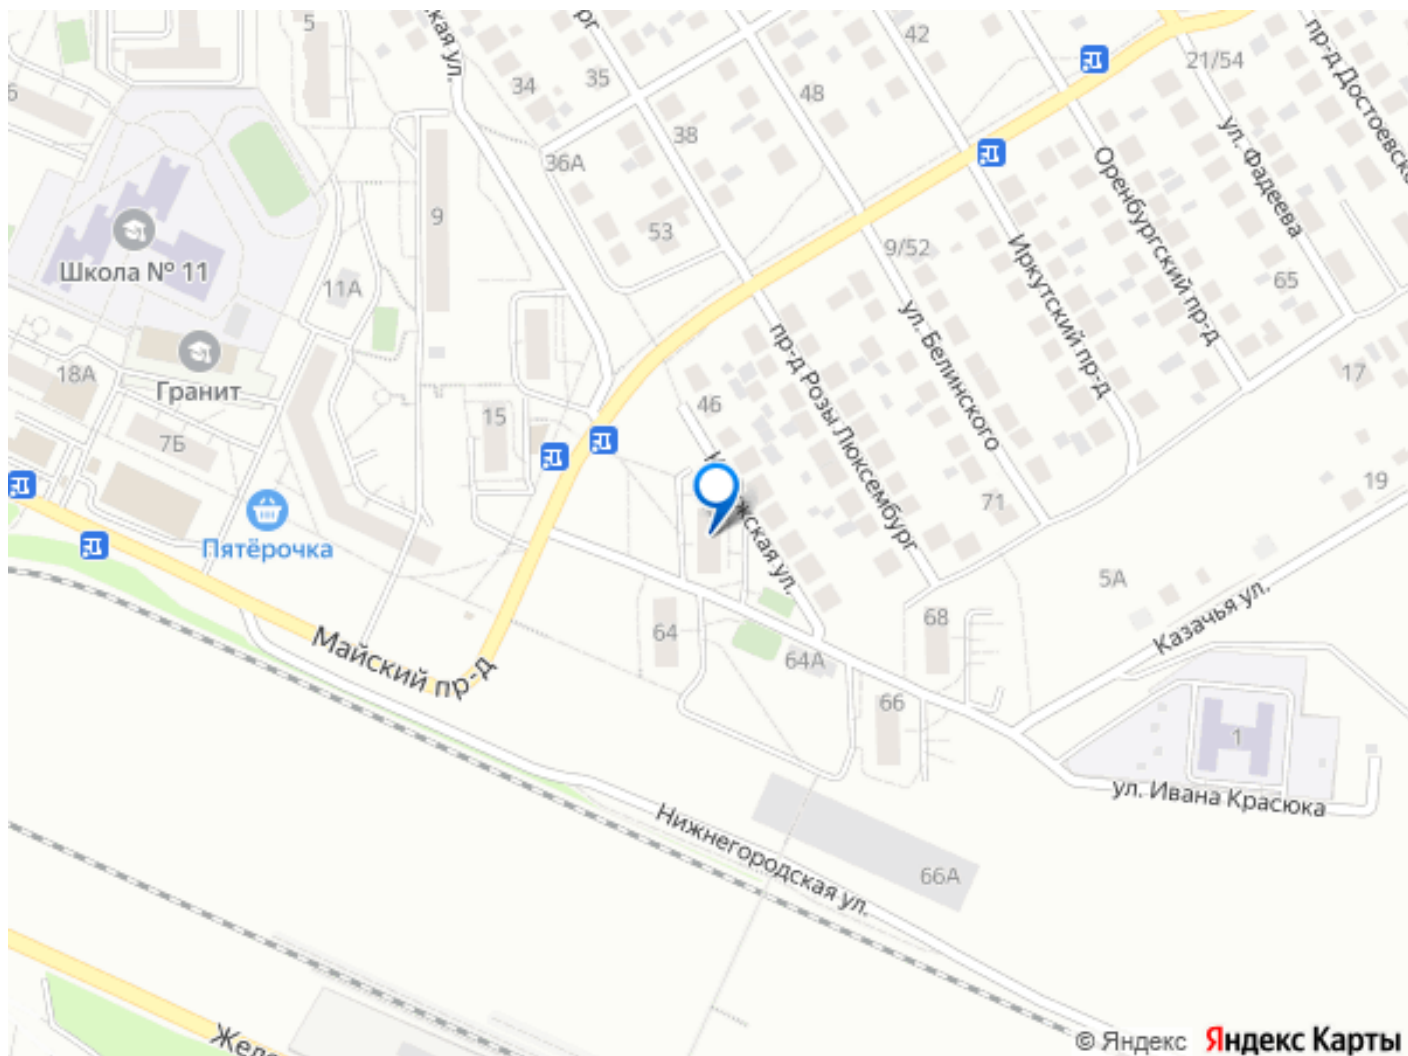 5
42
21/54
пр-д Достоевск
34
35
48
ул. Фадеева
38
36А
Оренбургский пр-д
9
53
9/52
Иркутский пр-д
Школа № 11
11А
65
ул. Белинского
пр-д Розы Люксембург
18А
Гранит
17
46
15
7Б
19
71
Пятёрочка
5А
64
68
Казачья ул.
Майский пр-д
64А
66
1
ул. Ивана Красюка
Нижнегородская ул.
66А
© Яндекс Яндекс Карты